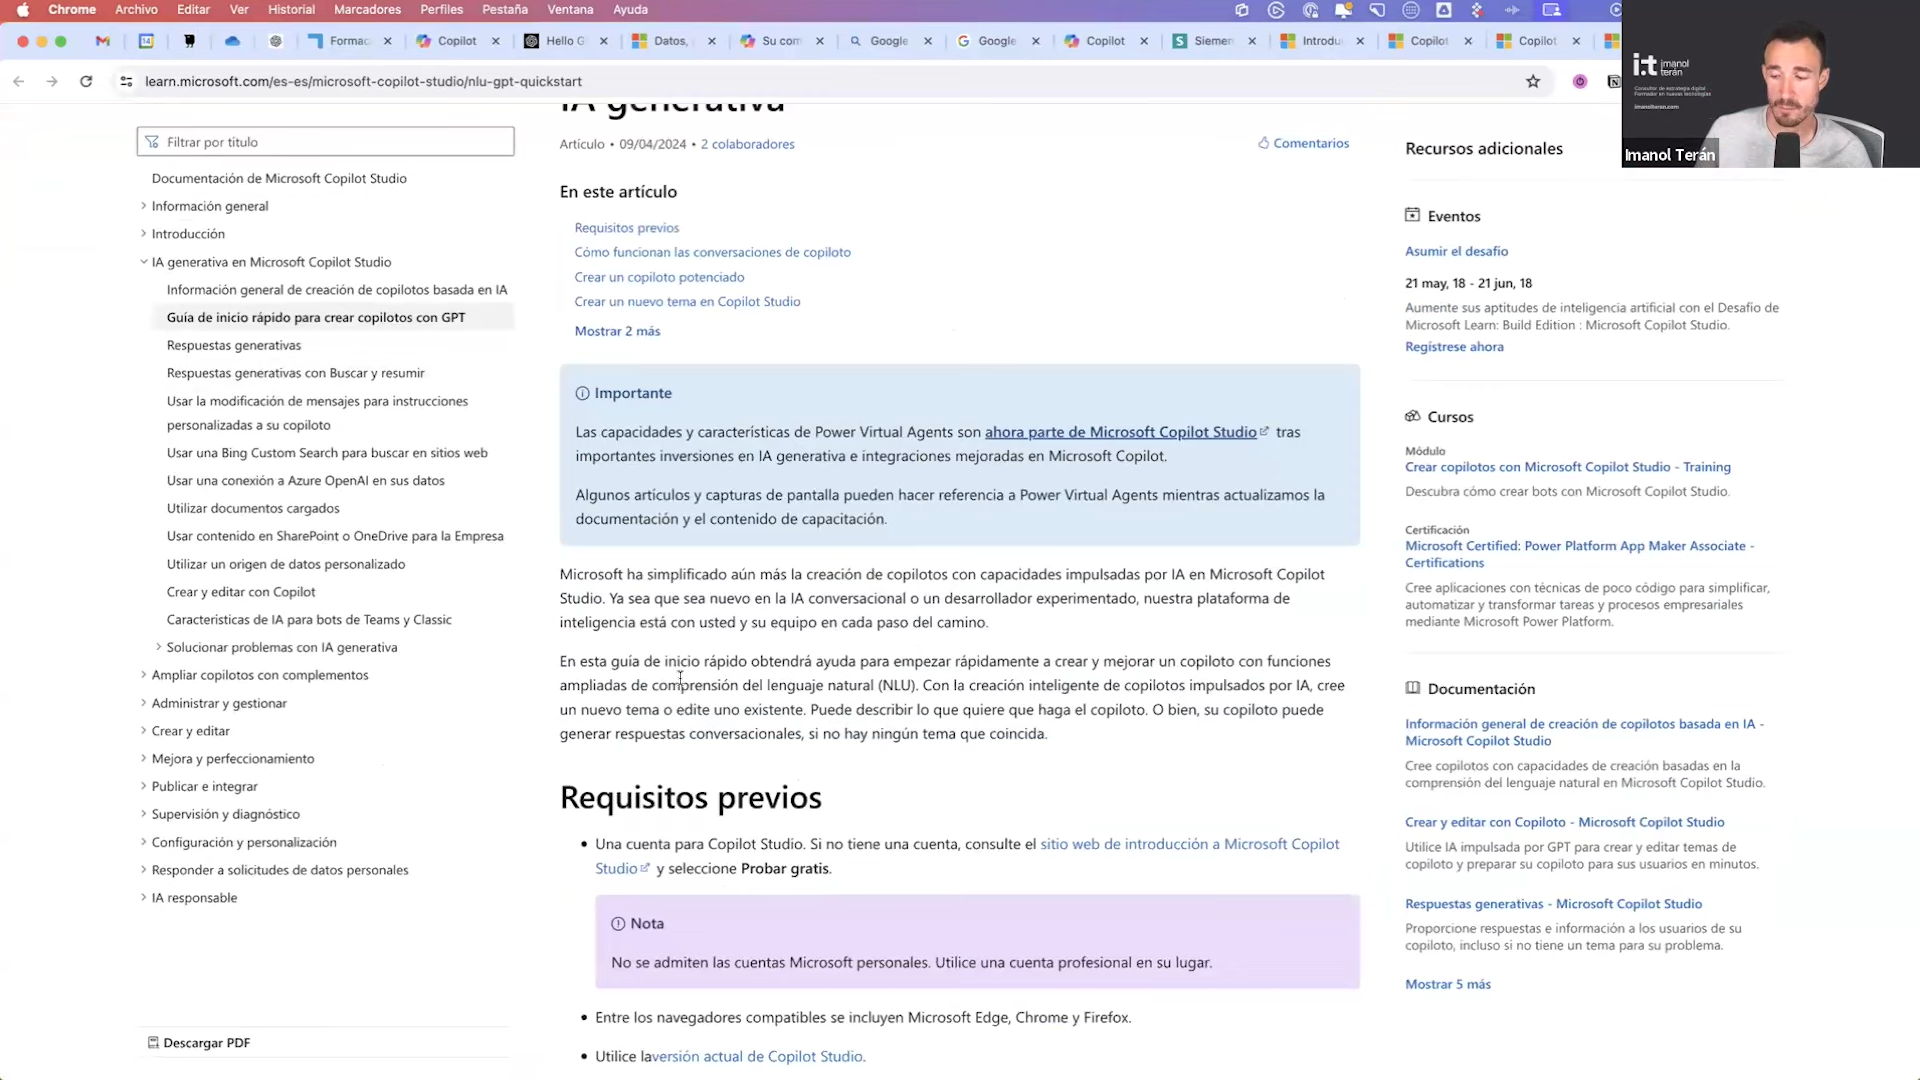 Chrome Archivo Editar Ver Historial Marcadores Perfiles Pestaña Ventana Ayuda
Formac Copilot Hello G Datos, Su com Google Google Copilot Siemen Introdu Copilot Copilot
learn.microsoft.com/es-es/microsoft-copilot-studio/nlu-gpt-quickstart
i.t imanol terán
Consultor de estrategia digital
Formador en nuevas tecnologías
imanolteran.com
Imanol Terán
Filtrar por título
Documentación de Microsoft Copilot Studio
Información general
Introducción
IA generativa en Microsoft Copilot Studio
Información general de creación de copilotos basada en IA
Guía de inicio rápido para crear copilotos con GPT
Respuestas generativas
Respuestas generativas con Buscar y resumir
Usar la modificación de mensajes para instrucciones
personalizadas a su copiloto
Usar una Bing Custom Search para buscar en sitios web
Usar una conexión a Azure OpenAI en sus datos
Utilizar documentos cargados
Usar contenido en SharePoint o OneDrive para la Empresa
Utilizar un origen de datos personalizado
Crear y editar con Copilot
Características de IA para bots de Teams y Classic
Solucionar problemas con IA generativa
Ampliar copilotos con complementos
Administrar y gestionar
Crear y editar
Mejora y perfeccionamiento
Publicar e integrar
Supervisión y diagnóstico
Configuración y personalización
Responder a solicitudes de datos personales
IA responsable
Descargar PDF
IA generativa
Artículo • 09/04/2024 • 2 colaboradores
Comentarios
En este artículo
Requisitos previos
Cómo funcionan las conversaciones de copiloto
Crear un copiloto potenciado
Crear un nuevo tema en Copilot Studio
Mostrar 2 más
Importante
Las capacidades y características de Power Virtual Agents son ahora parte de Microsoft Copilot Studio tras
importantes inversiones en IA generativa e integraciones mejoradas en Microsoft Copilot.
Algunos artículos y capturas de pantalla pueden hacer referencia a Power Virtual Agents mientras actualizamos la
documentación y el contenido de capacitación.
Microsoft ha simplificado aún más la creación de copilotos con capacidades impulsadas por IA en Microsoft Copilot
Studio. Ya sea que sea nuevo en la IA conversacional o un desarrollador experimentado, nuestra plataforma de
inteligencia está con usted y su equipo en cada paso del camino.
En esta guía de inicio rápido obtendrá ayuda para empezar rápidamente a crear y mejorar un copiloto con funciones
ampliadas de comprensión del lenguaje natural (NLU). Con la creación inteligente de copilotos impulsados por IA, cree
un nuevo tema o edite uno existente. Puede describir lo que quiere que haga el copiloto. O bien, su copiloto puede
generar respuestas conversacionales, si no hay ningún tema que coincida.
Requisitos previos
• Una cuenta para Copilot Studio. Si no tiene una cuenta, consulte el sitio web de introducción a Microsoft Copilot
Studio y seleccione Probar gratis.
Nota
No se admiten las cuentas Microsoft personales. Utilice una cuenta profesional en su lugar.
• Entre los navegadores compatibles se incluyen Microsoft Edge, Chrome y Firefox.
• Utilice laversión actual de Copilot Studio.
Recursos adicionales
Eventos
Asumir el desafío
21 may, 18 - 21 jun, 18
Aumente sus aptitudes de inteligencia artificial con el Desafío de
Microsoft Learn: Build Edition : Microsoft Copilot Studio.
Regístrese ahora
Cursos
Módulo
Crear copilotos con Microsoft Copilot Studio - Training
Descubra cómo crear bots con Microsoft Copilot Studio.
Certificación
Microsoft Certified: Power Platform App Maker Associate -
Certifications
Cree aplicaciones con técnicas de poco código para simplificar,
automatizar y transformar tareas y procesos empresariales
mediante Microsoft Power Platform.
Documentación
Información general de creación de copilotos basada en IA -
Microsoft Copilot Studio
Cree copilotos con capacidades de creación basadas en la
comprensión del lenguaje natural en Microsoft Copilot Studio.
Crear y editar con Copiloto - Microsoft Copilot Studio
Utilice IA impulsada por GPT para crear y editar temas de
copiloto y preparar su copiloto para sus usuarios en minutos.
Respuestas generativas - Microsoft Copilot Studio
Proporcione respuestas e información a los usuarios de su
copiloto, incluso si no tiene un tema para su problema.
Mostrar 5 más